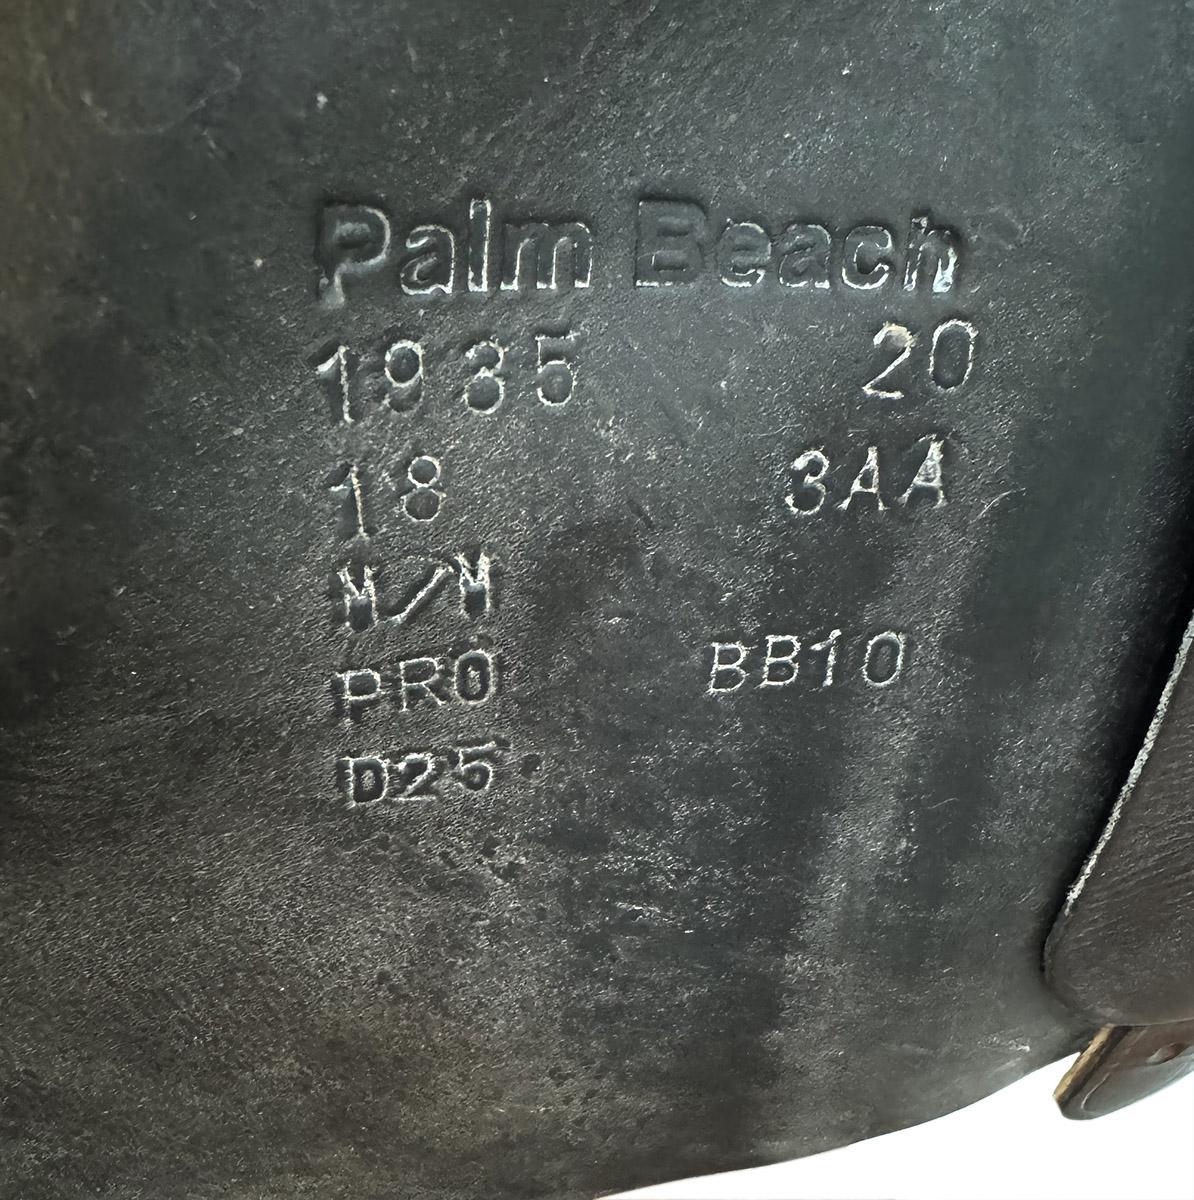 Palm Beach
1935 20
18 3AA
M/M
PRO BB10
D25